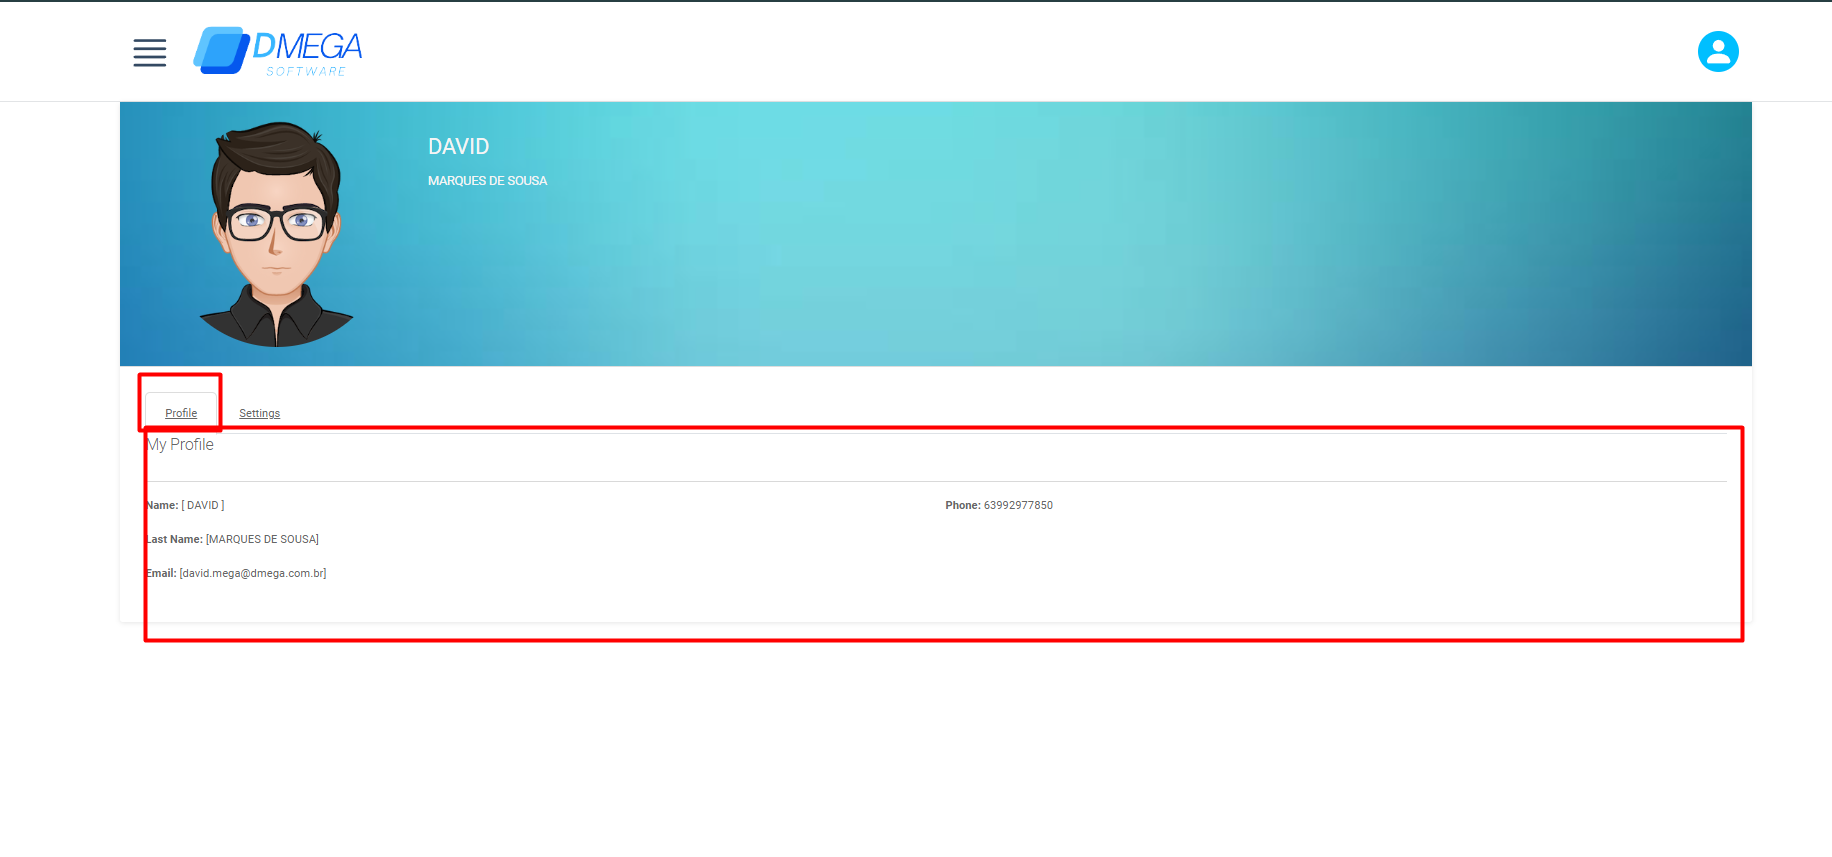 DMEGA
SOFTWARE
DAVID
MARQUES DE SOUSA
Profile
Settings
My Profile
Name: [ DAVID ]
Phone: 63992977850
Last Name: [MARQUES DE SOUSA]
Email: [david.mega@dmega.com.br]